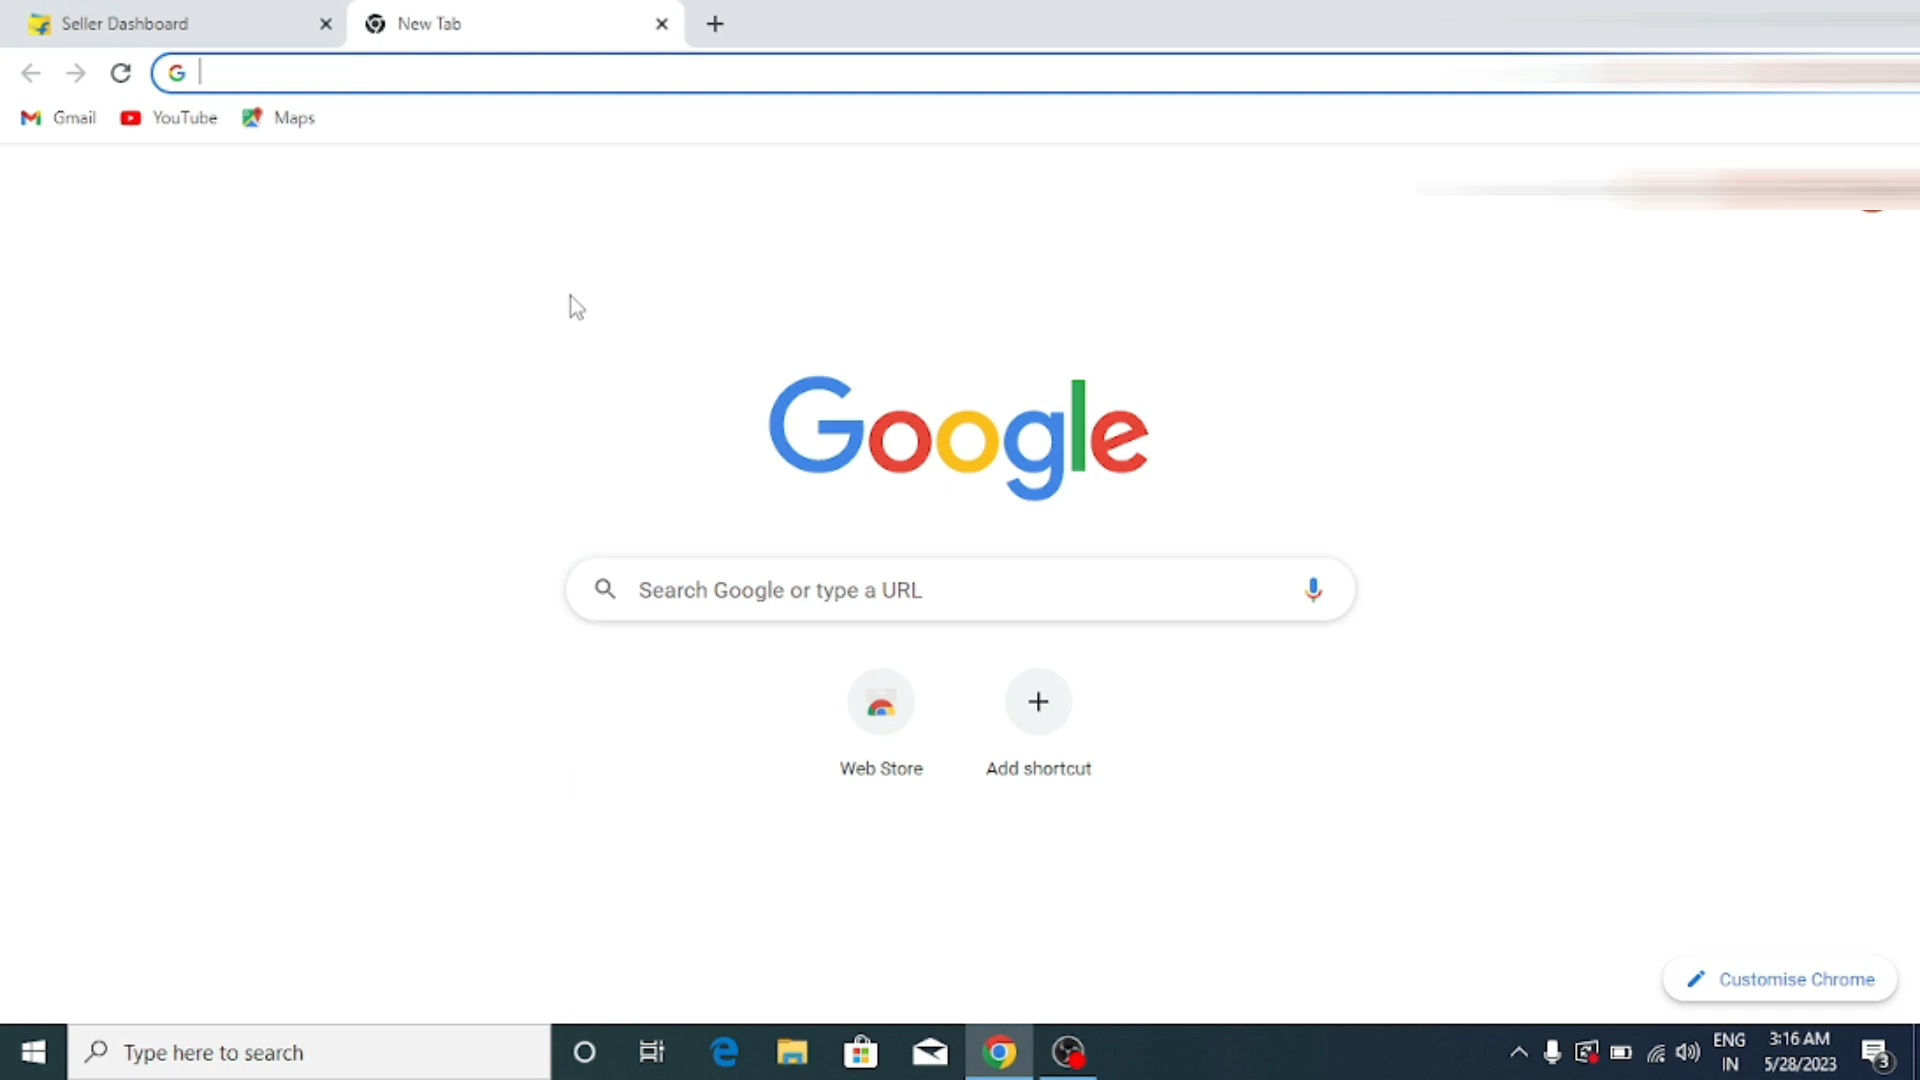 Seller Dashboard
New Tab
Gmail
YouTube
Maps
Google
Search Google or type a URL
Web Store
Add shortcut
Customise Chrome
Type here to search
ENG
IN
3:16 AM
5/28/2023
3